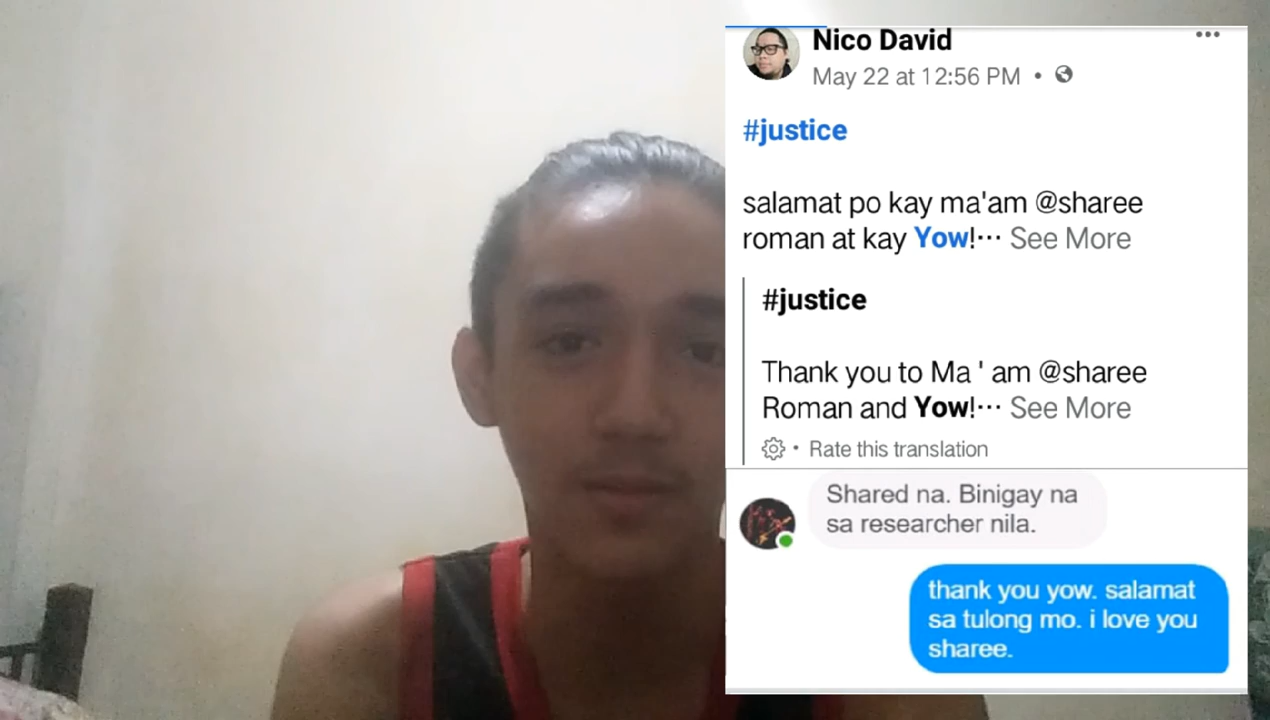 Nico David
May 22 at 12:56 PM •
#justice
salamat po kay ma'am @sharee
roman at kay Yow!··· See More
#justice
Thank you to Ma ' am @sharee
Roman and Yow!··· See More
• Rate this translation
Shared na. Binigay na
sa researcher nila.
thank you yow. salamat
sa tulong mo. i love you
sharee.